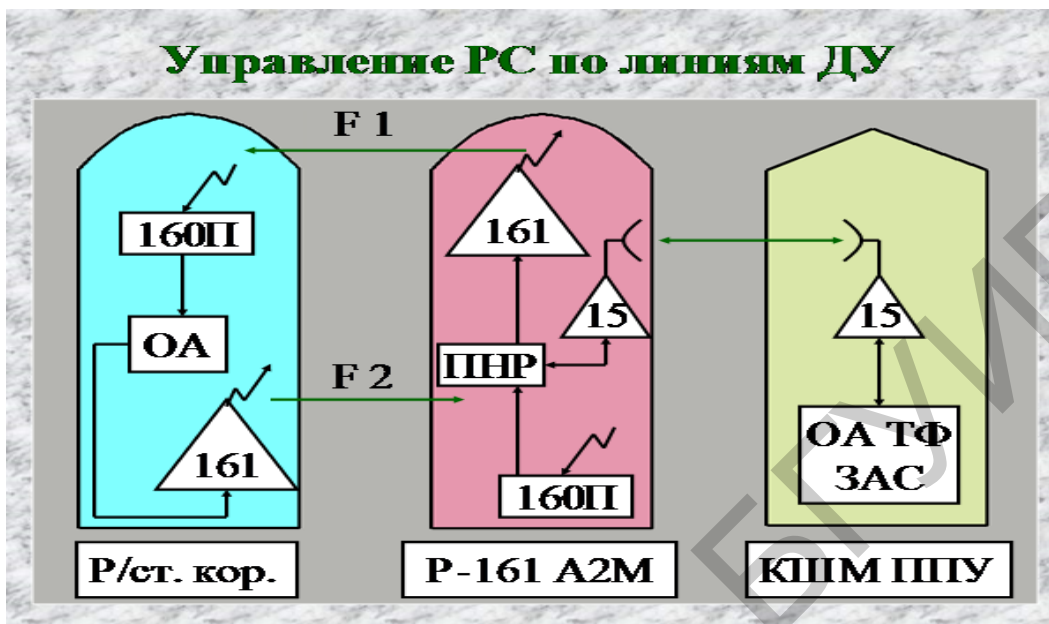 Управление РС по линиям ДУ
F 1
160П
161
15
15
ОА
ПНР
F 2
ОА ТФ
ЗАС
161
160П
Р/ст. кор.
Р-161 А2М
КШМ ППУ
БГУИР